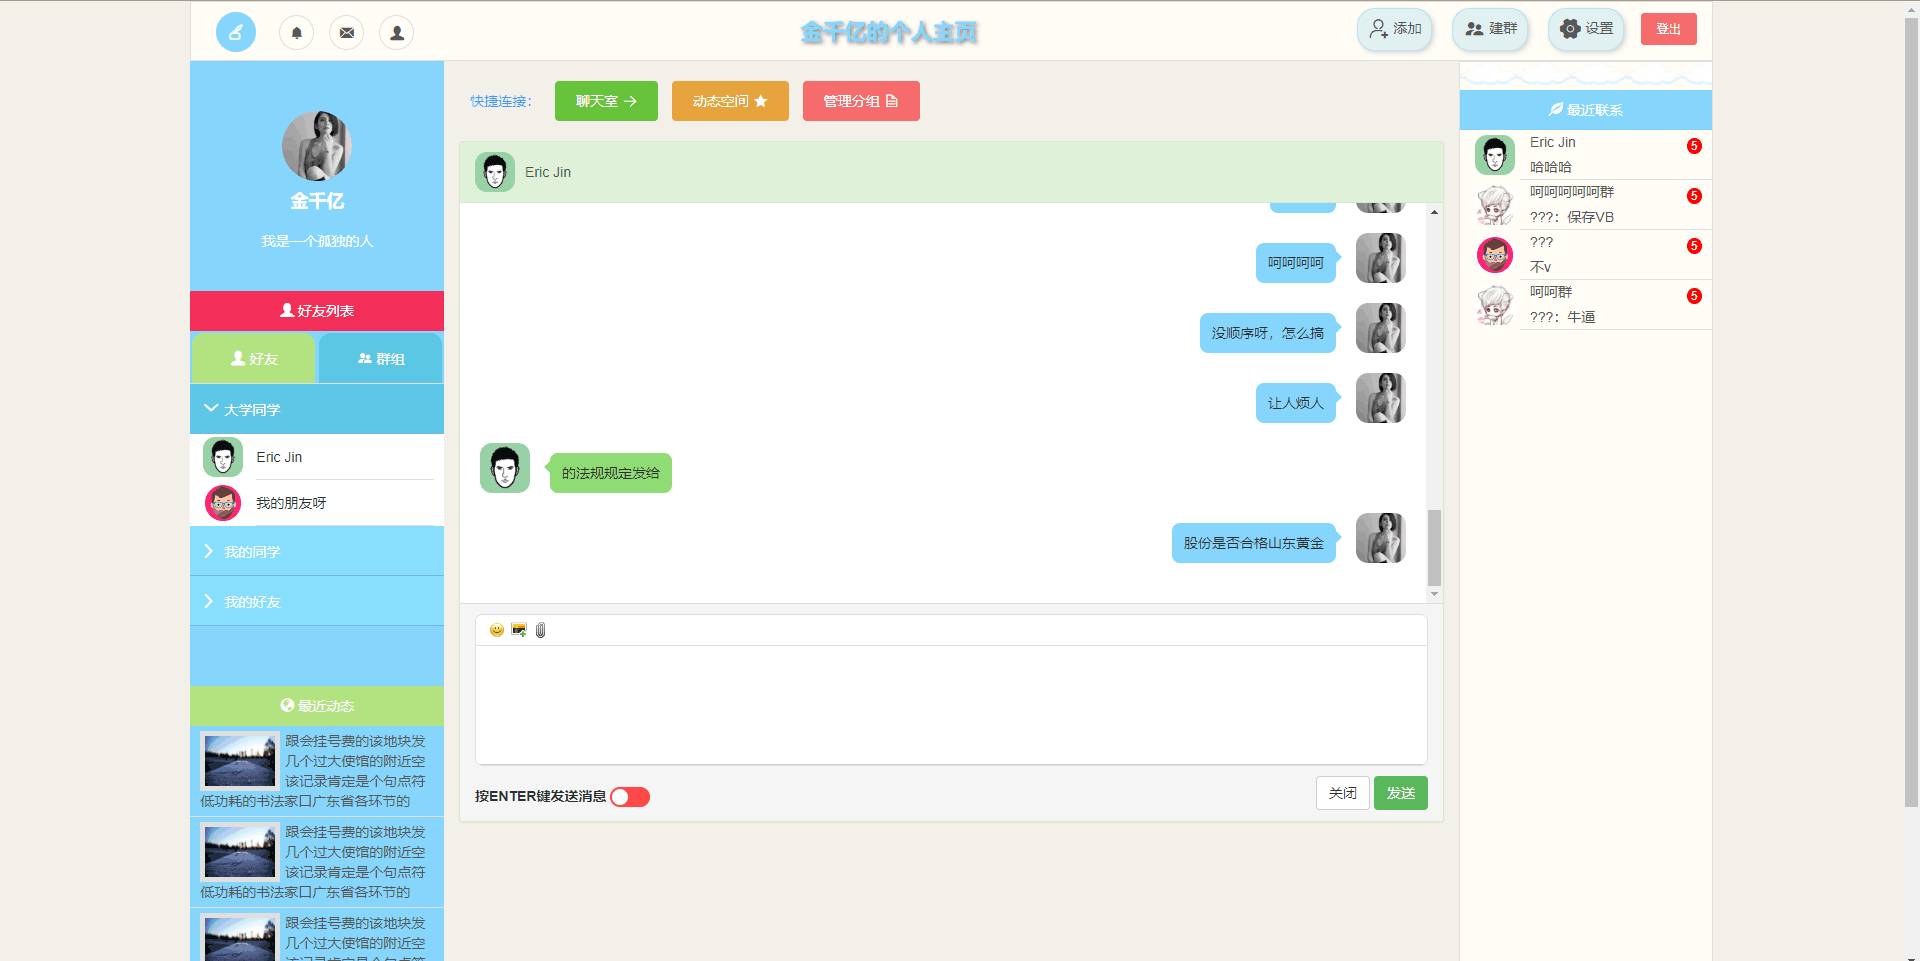 金千亿的个人主页
添加
建群
设置
登出
金千亿
我是一个孤独的人
好友列表
好友
群组
大学同学
Eric Jin
我的朋友呀
我的同学
我的好友
最近动态
跟会挂号费的该地块发
几个过大使馆的附近空
该记录肯定是个句点符
低功耗的书法家口广东省各环节的
跟会挂号费的该地块发
几个过大使馆的附近空
该记录肯定是个句点符
低功耗的书法家口广东省各环节的
跟会挂号费的该地块发
几个过大使馆的附近空
快捷连接：
聊天室
动态空间
管理分组
Eric Jin
呵呵呵呵
没顺序呀，怎么搞
让人烦人
的法规规定发给
股份是否合格山东黄金
按ENTER键发送消息
关闭
发送
最近联系
Eric Jin
5
哈哈哈
呵呵呵呵呵群
5
???：保存VB
???
5
不v
呵呵群
5
???：牛逼